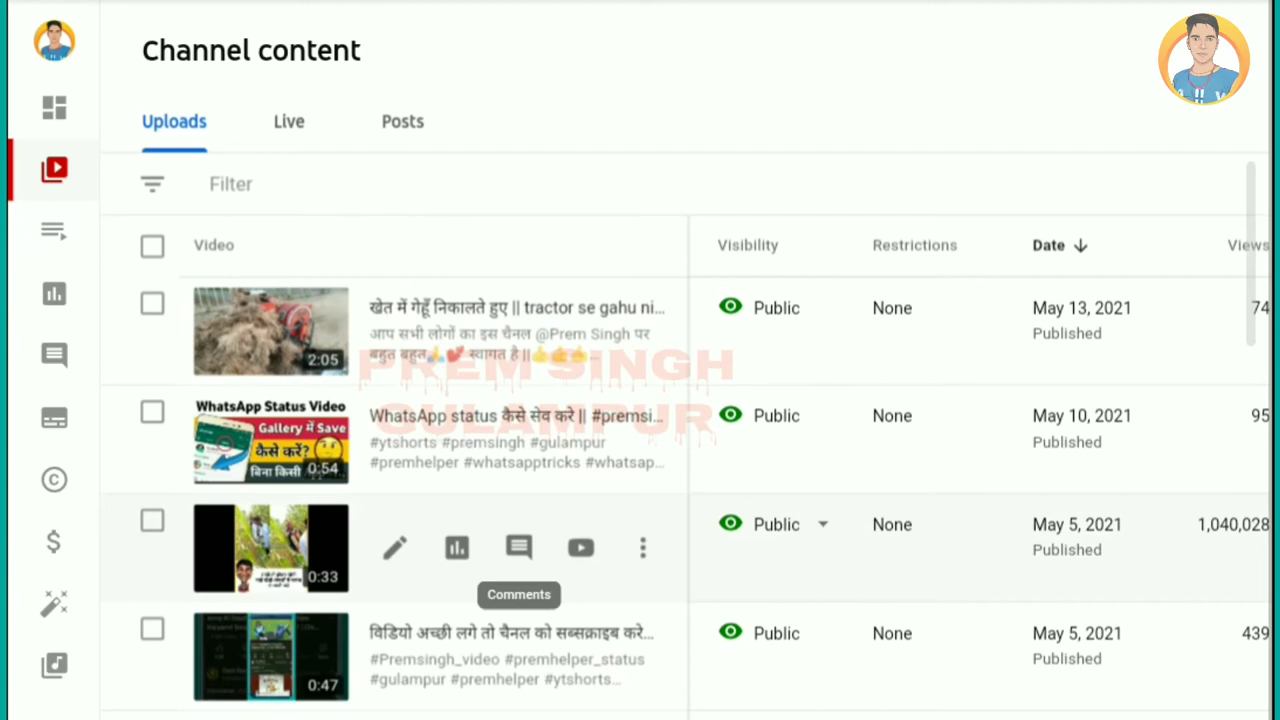 Channel content
Uploads Live Posts
Filter
Video Visibility Restrictions Date Views
2:05
खेत में गेहूँ निकालते हुए || tractor se gahu ni...
आप सभी लोगों का इस चैनल @Prem Singh पर
बहुत बहुत🙏💕 स्वागत है ||👍👍👍...
Public None May 13, 2021 74
Published
PREM SINGH
GULAMPUR
WhatsApp Status Video
Gallery में Save
कैसे करें?
बिना किसी
0:54
WhatsApp status कैसे सेव करे || #premsi...
#ytshorts #premsingh #gulampur
#premhelper #whatsapptricks #whatsap...
Public None May 10, 2021 95
Published
0:33
Comments
Public None May 5, 2021 1,040,028
Published
0:47
विडियो अच्छी लगे तो चैनल को सब्सक्राइब करे...
#Premsingh_video #premhelper_status
#gulampur #premhelper #ytshorts...
Public None May 5, 2021 439
Published